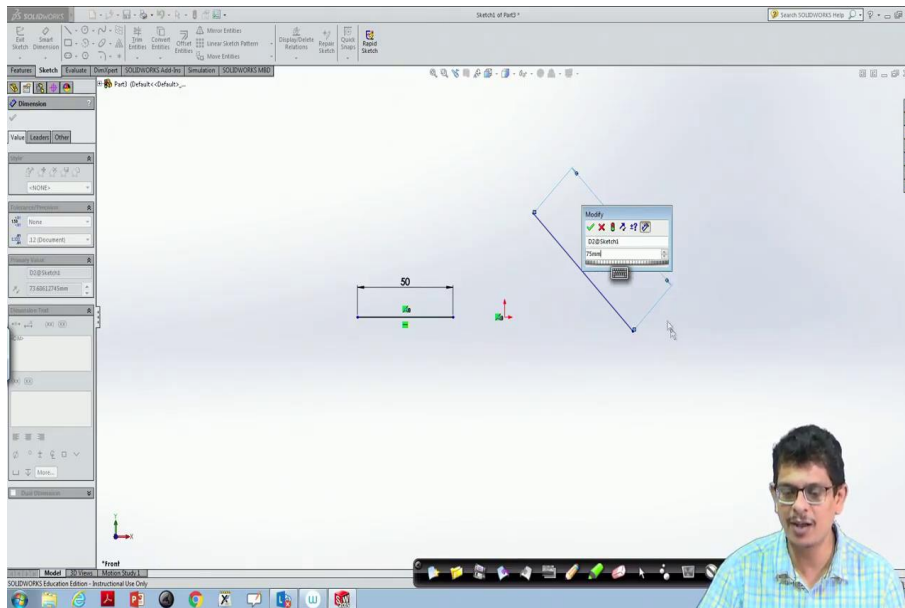 SOLIDWORKS
Sketch1 of Part3 *
Search SOLIDWORKS Help
Exit Sketch
Smart Dimension
Trim Entities
Convert Entities
Offset Entities
Mirror Entities
Linear Sketch Pattern
Move Entities
Display/Delete Relations
Repair Sketch
Quick Snaps
Rapid Sketch
Features Sketch Evaluate DimXpert SOLIDWORKS Add-Ins Simulation SOLIDWORKS MBD
Part3 (Default<<Default>_...
Dimension
Value Leaders Other
Style
<NONE>
None
.12 (Document)
Primary Value
D2@Sketch1
73.60612745mm
More...
Dual Dimension
50
Modify
D2@Sketch1
75mm
Y
X
*Front
Model 3D Views Motion Study 1
SOLIDWORKS Education Edition - Instructional Use Only